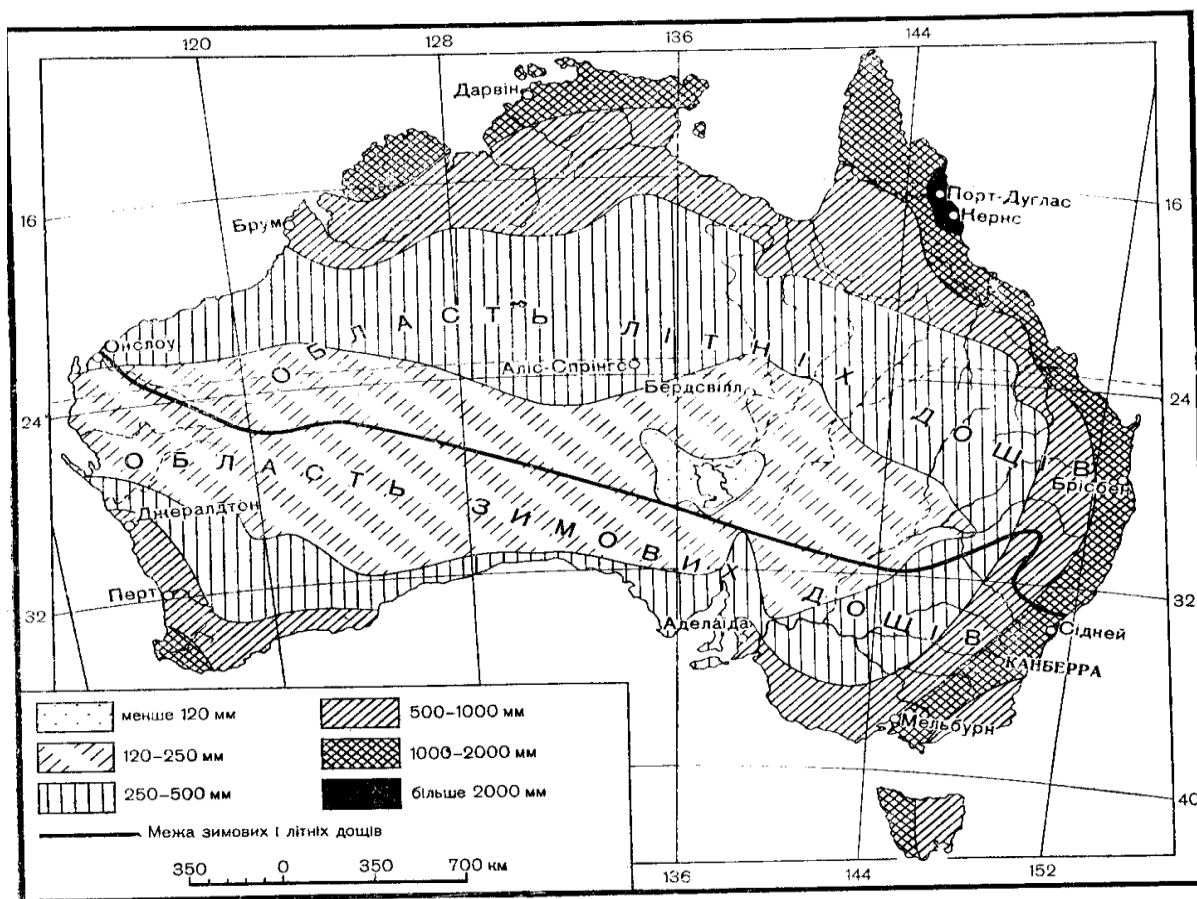 120 128 136 144
Дарвін
Порт-Дуглас
16 16
Кернс
Брум
ОБЛАСТЬ ЛІТНІХ ДОЩІВ
Онслоу
Аліс-Спрінгс
Бердсвілл
24 24
ОБЛАСТЬ ЗИМОВИХ ДОЩІВ
Брісбен
Джералдтон
Перт
32 32
Аделаїда
Сідней
КАНБЕРРА
Мельбурн
менше 120 мм
500–1000 мм
120–250 мм
1000–2000 мм
250–500 мм
більше 2000 мм
40
Межа зимових і літніх дощів
350 0 350 700 км
136 144 152